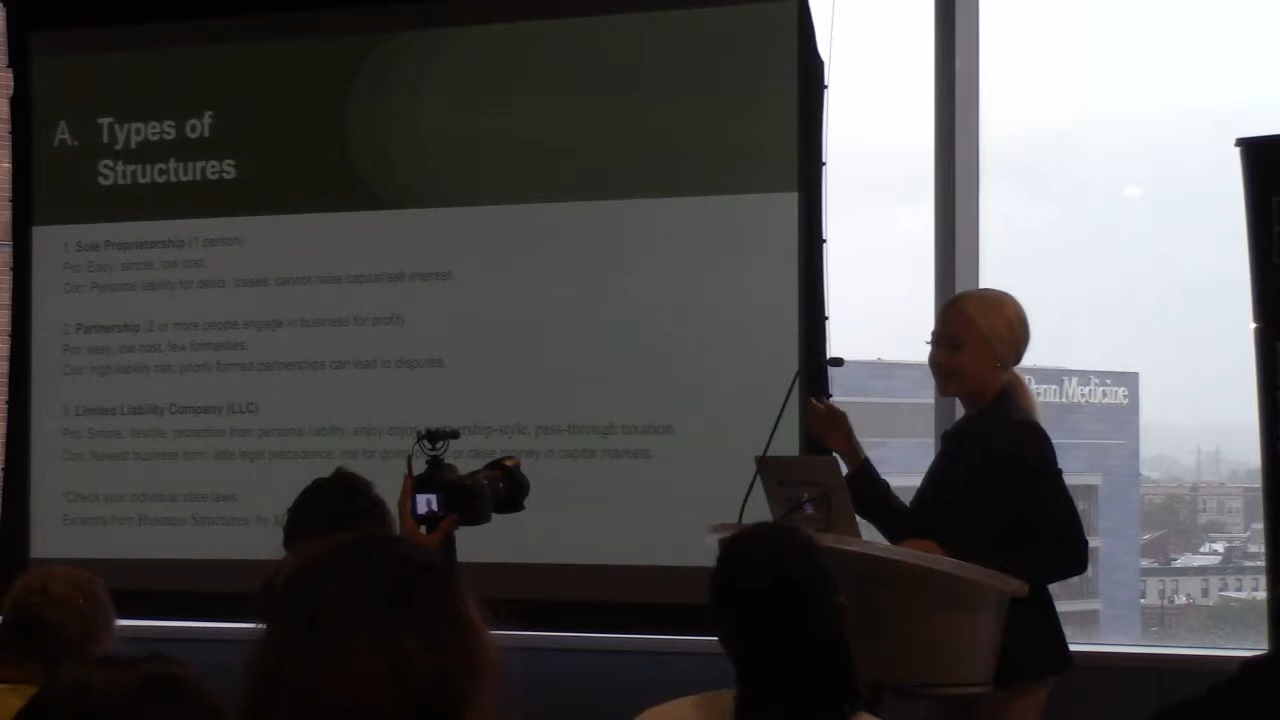 A. Types of
Structures
1. Sole Proprietorship (1 person)
Pro: Easy, simple, low cost.
Con: Personal liability for debts, losses; cannot raise capital/sell interest.
2. Partnership (2 or more people engage in business for profit)
Pro: easy, low cost, few formalities.
Con: high liability risk, poorly formed partnerships can lead to disputes.
3. Limited Liability Company (LLC)
Pro: Simple, flexible, protection from personal liability, enjoy enjoy pass-through taxation
Con: Newest business form, little legal precedence, not for going or raise money in capital markets.
*Check your individual state laws.
Excerpts from Business Structures, by
Penn Medicine